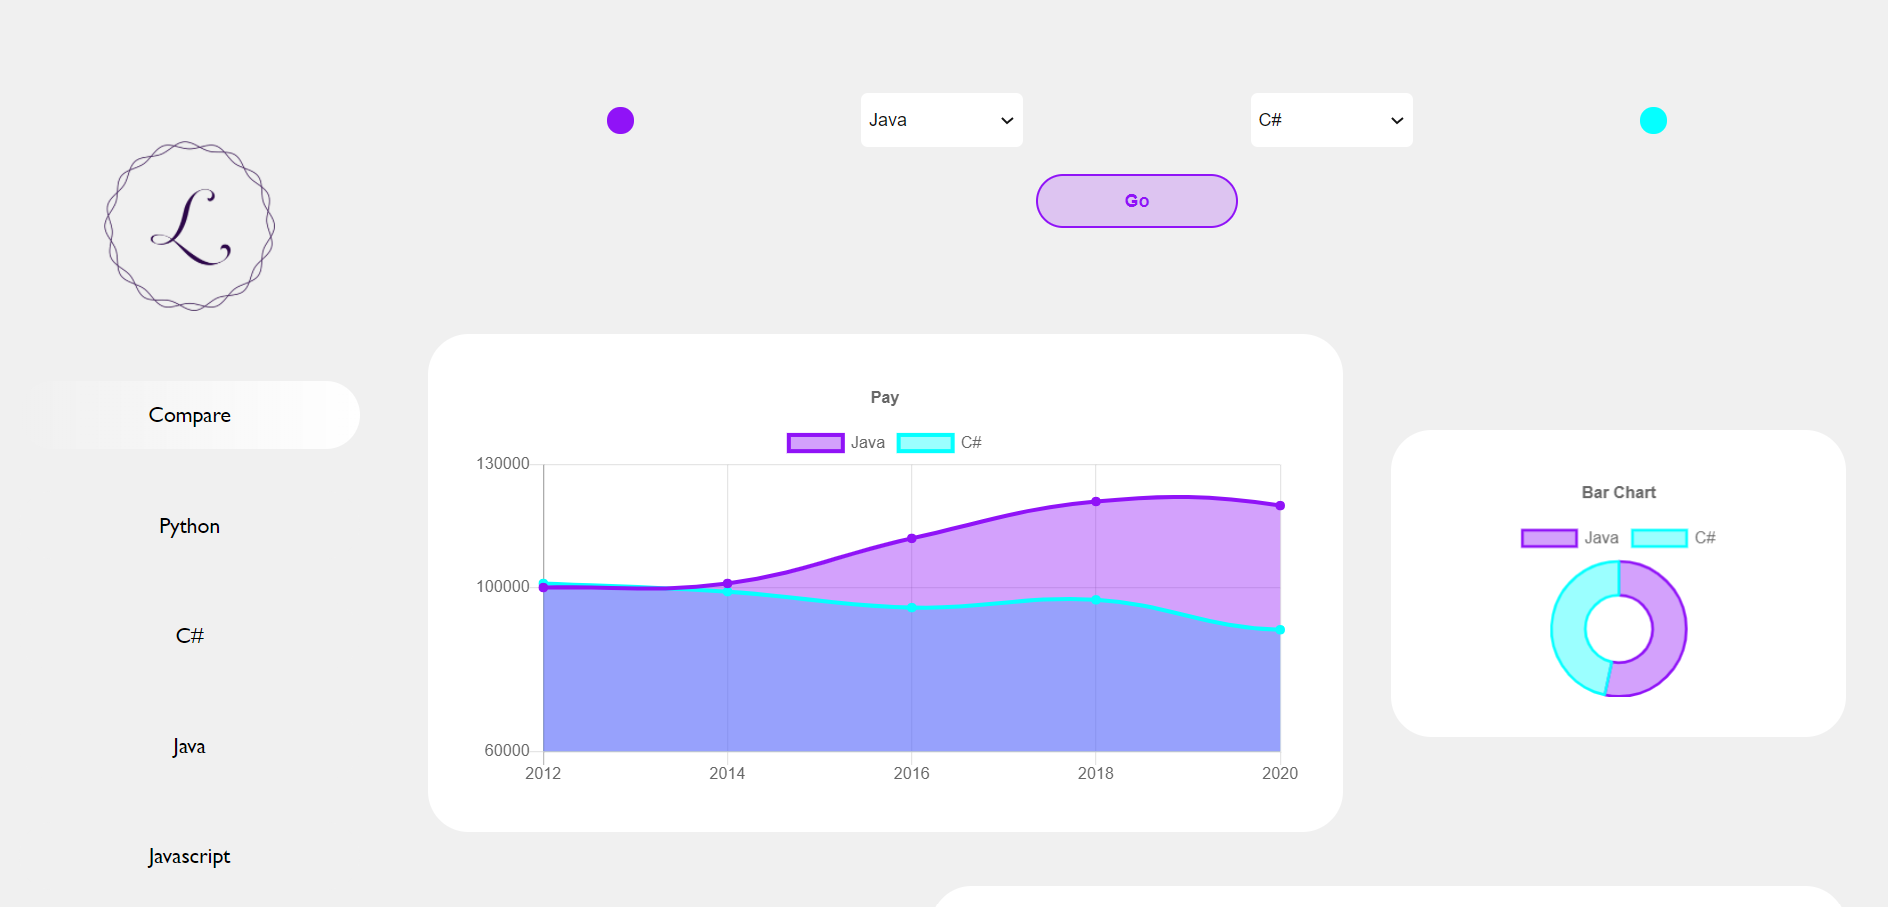 Java
C#
Go
L
Compare
Python
C#
Java
Javascript
Pay
Java C#
130000
100000
60000
2012 2014 2016 2018 2020
Bar Chart
Java C#